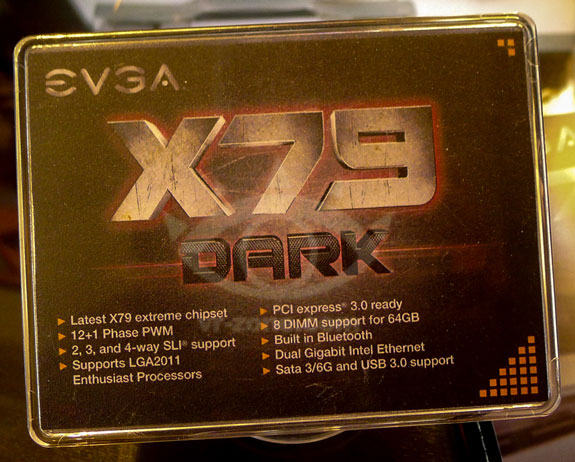 EVGA
X79
DARK
Latest X79 extreme chipset
12+1 Phase PWM
2, 3, and 4-way SLI® support
Supports LGA2011
Enthusiast Processors
PCI express® 3.0 ready
8 DIMM support for 64GB
Built in Bluetooth
Dual Gigabit Intel Ethernet
Sata 3/6G and USB 3.0 support